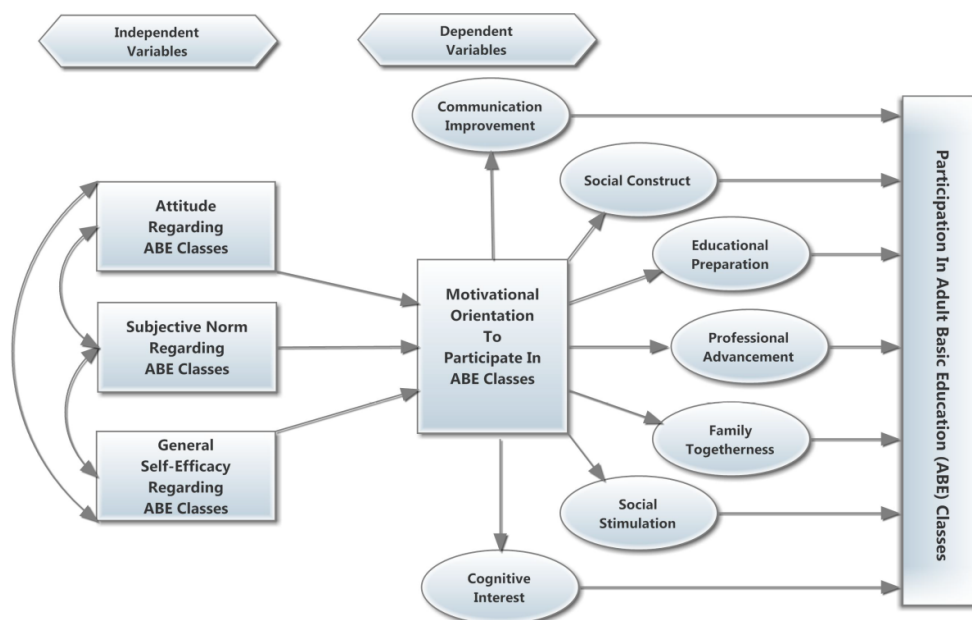 Independent
Variables
Dependent
Variables
Communication
Improvement
Social Construct
Attitude
Regarding
ABE Classes
Educational
Preparation
Motivational
Orientation
To
Participate In
ABE Classes
Subjective Norm
Regarding
ABE Classes
Professional
Advancement
Family
Togetherness
General
Self-Efficacy
Regarding
ABE Classes
Social
Stimulation
Cognitive
Interest
Participation In Adult Basic Education (ABE) Classes